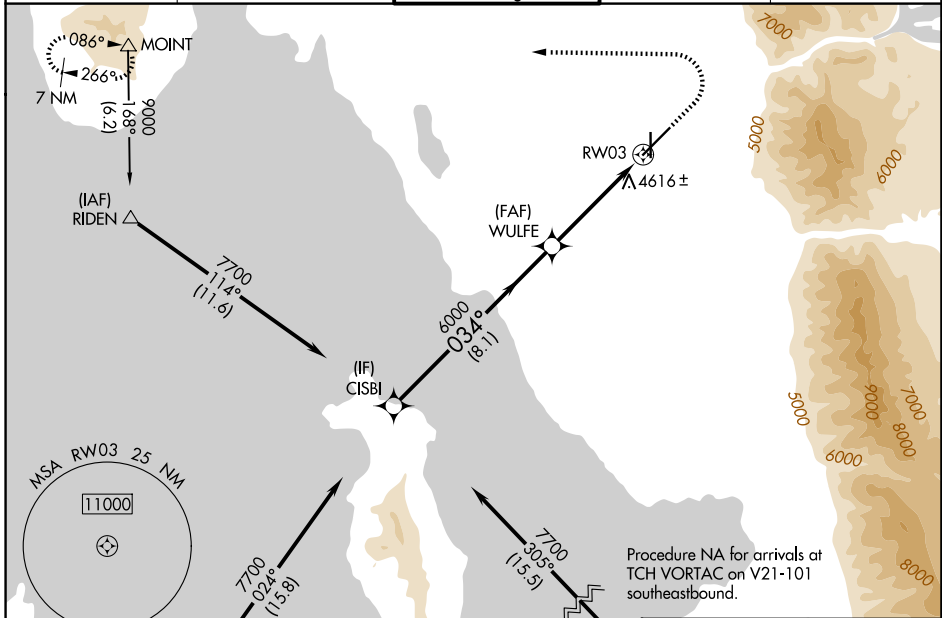 086°
MOINT
266°
7 NM
9000
168°
(6.2)
(IAF)
RIDEN
7700
114°
(11.6)
(IF)
CISBI
6000
034°
(8.1)
(FAF)
WULFE
RW03
4616±
7000
5000
6000
5000
6000
9000
7000
8000
8000
MSA RW03 25 NM
11000
7700
024°
(15.8)
7700
305°
(15.5)
Procedure NA for arrivals at
TCH VORTAC on V21-101
southeastbound.